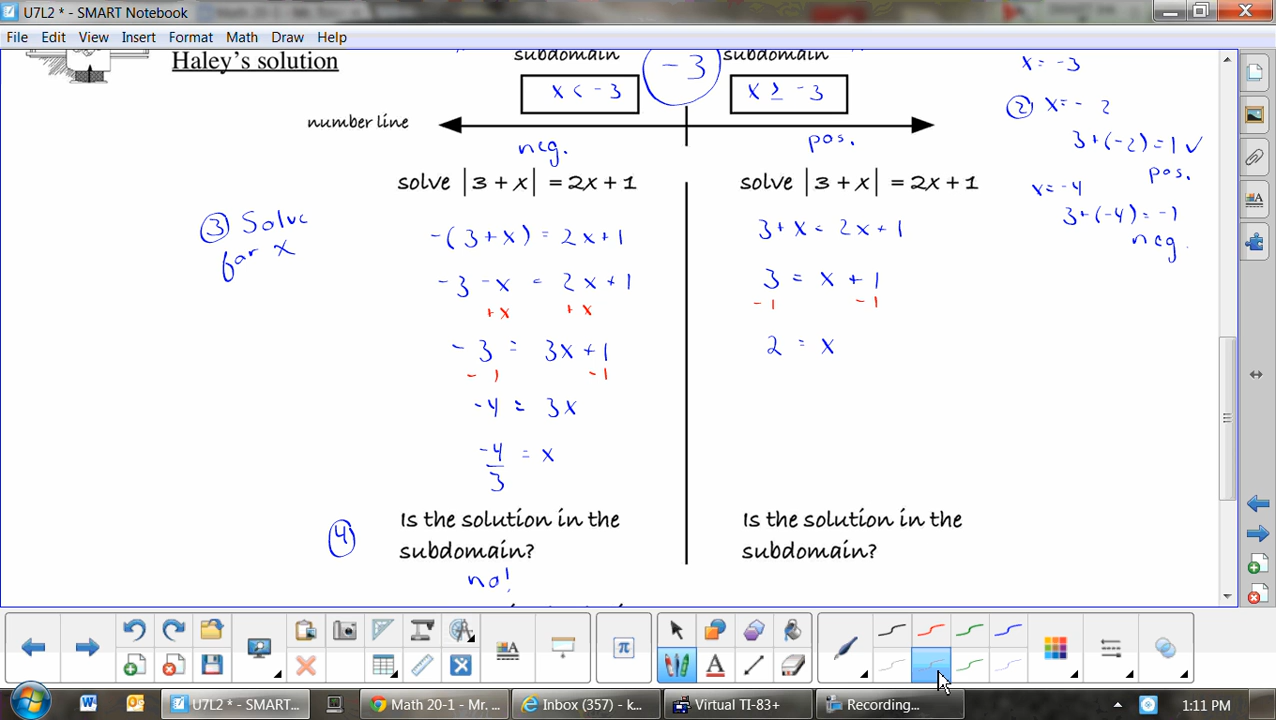 U7L2 * - SMART Notebook
File Edit View Insert Format Math Draw Help
Haley's solution
subdomain
-3
subdomain
x < -3
x ≥ -3
number line
neg.
pos.
x = -3
② x = -2
3+(-2) = 1 ✓
pos.
x = -4
3+(-4) = -1
neg.
③ Solve
for x
solve |3 + x| = 2x + 1
-(3+x) = 2x+1
-3 -x = 2x+1
+x +x
-3 = 3x+1
-1 -1
-4 = 3x
-4/3 = x
④
Is the solution in the
subdomain?
no!
solve |3 + x| = 2x + 1
3+x = 2x+1
3 = x+1
-1 -1
2 = x
Is the solution in the
subdomain?
π
A
U7L2 * - SMART...
Math 20-1 - Mr. ...
Inbox (357) - k...
Virtual TI-83+
Recording...
1:11 PM